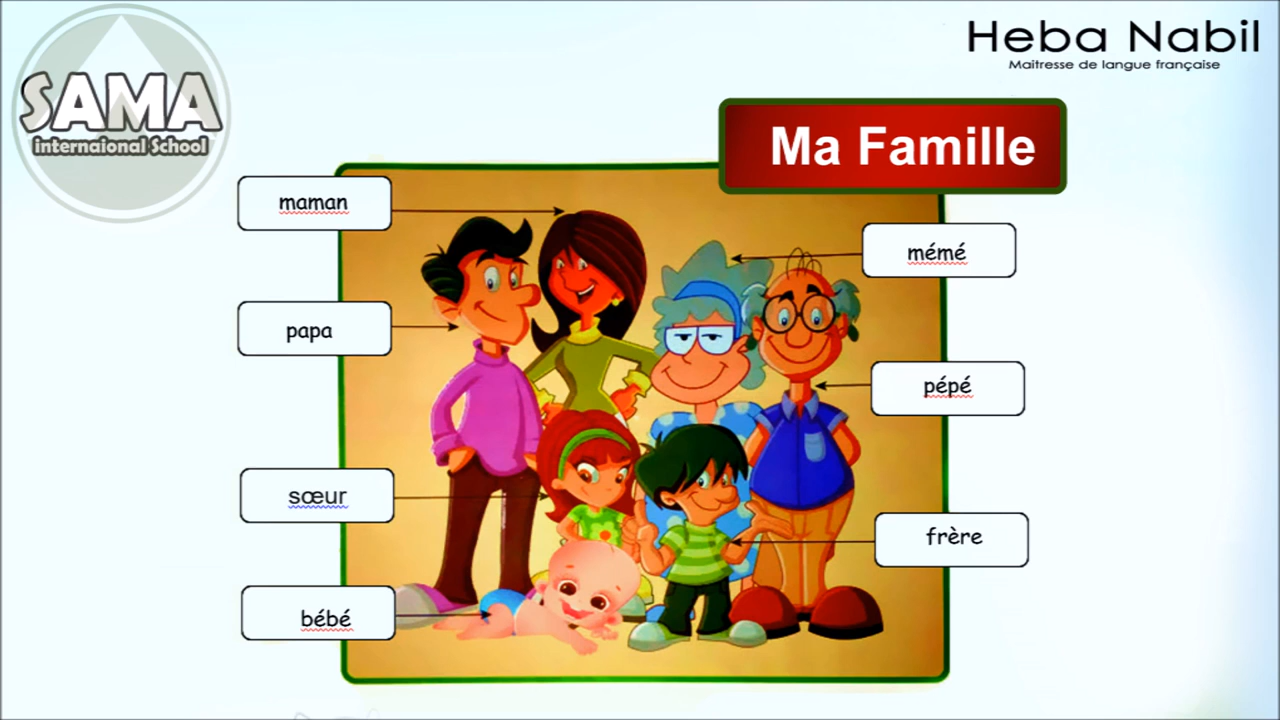 SAMA
internaional School
Heba Nabil
Maitresse de langue française
Ma Famille
maman
mémé
papa
pépé
sœur
frère
bébé